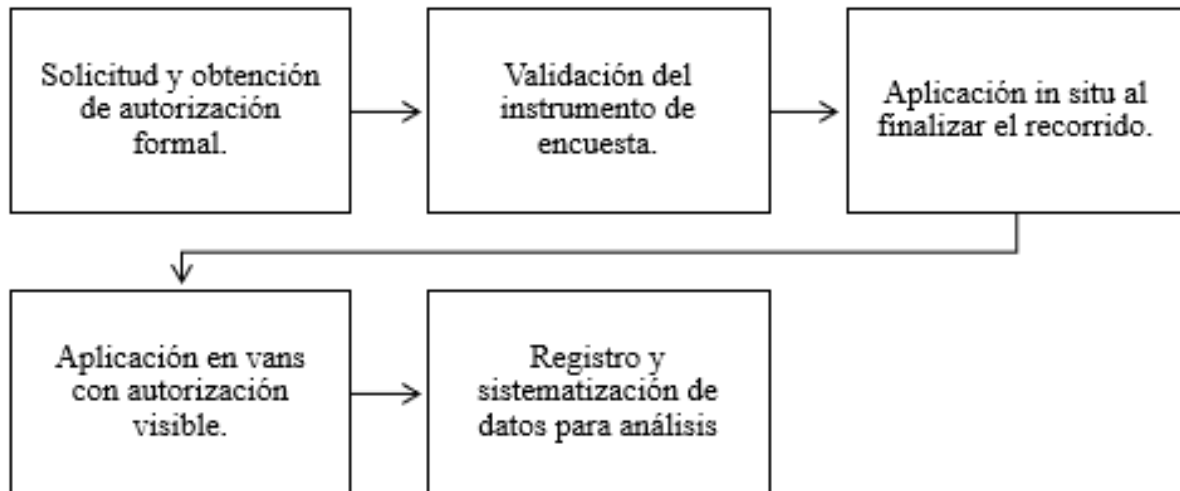 Solicitud y obtención
de autorización
formal.
Validación del
instrumento de
encuesta.
Aplicación in situ al
finalizar el recorrido.
Aplicación en vans
con autorización
visible.
Registro y
sistematización de
datos para análisis